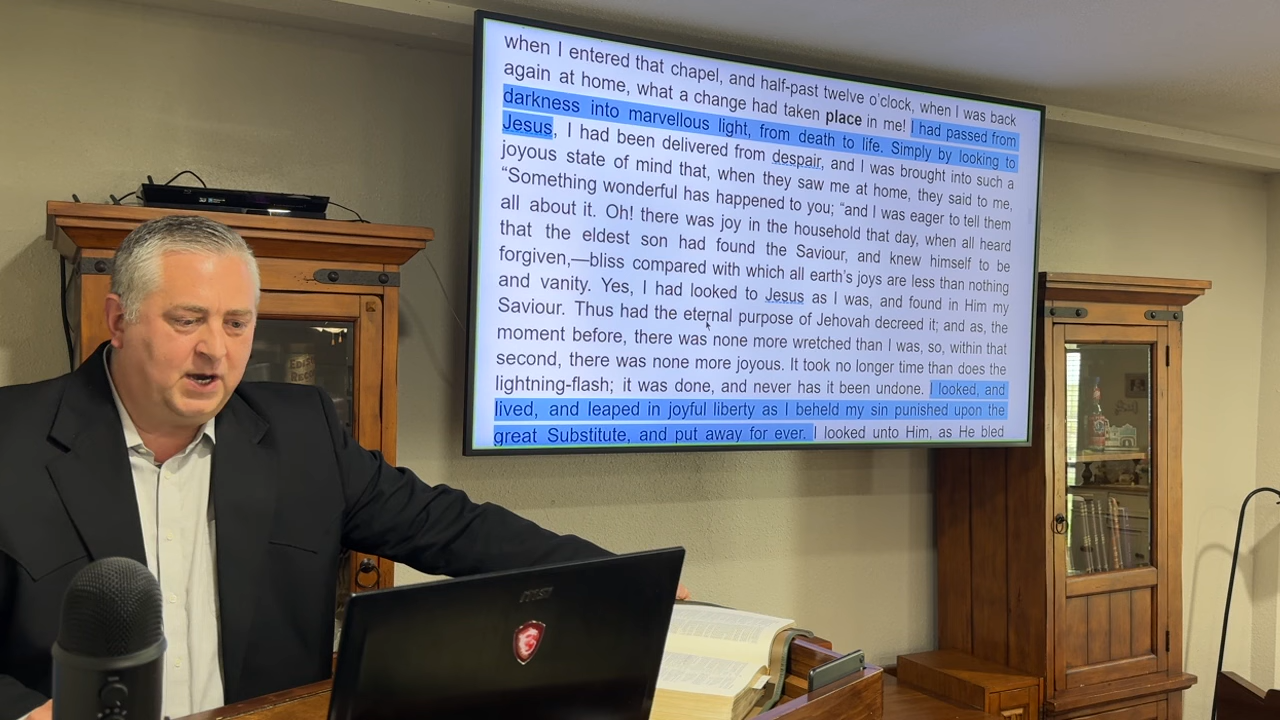 when I entered that chapel, and half-past twelve o'clock, when I was back
again at home, what a change had taken place in me! I had passed from
darkness into marvellous light, from death to life. Simply by looking to
Jesus, I had been delivered from despair, and I was brought into such a
joyous state of mind that, when they saw me at home, they said to me,
“Something wonderful has happened to you; “and I was eager to tell them
all about it. Oh! there was joy in the household that day, when all heard
that the eldest son had found the Saviour, and knew himself to be
forgiven,—bliss compared with which all earth's joys are less than nothing
and vanity. Yes, I had looked to Jesus as I was, and found in Him my
Saviour. Thus had the eternal purpose of Jehovah decreed it; and as, the
moment before, there was none more wretched than I was, so, within that
second, there was none more joyous. It took no longer time than does the
lightning-flash; it was done, and never has it been undone. I looked, and
lived, and leaped in joyful liberty as I beheld my sin punished upon the
great Substitute, and put away for ever. I looked unto Him, as He bled
msi